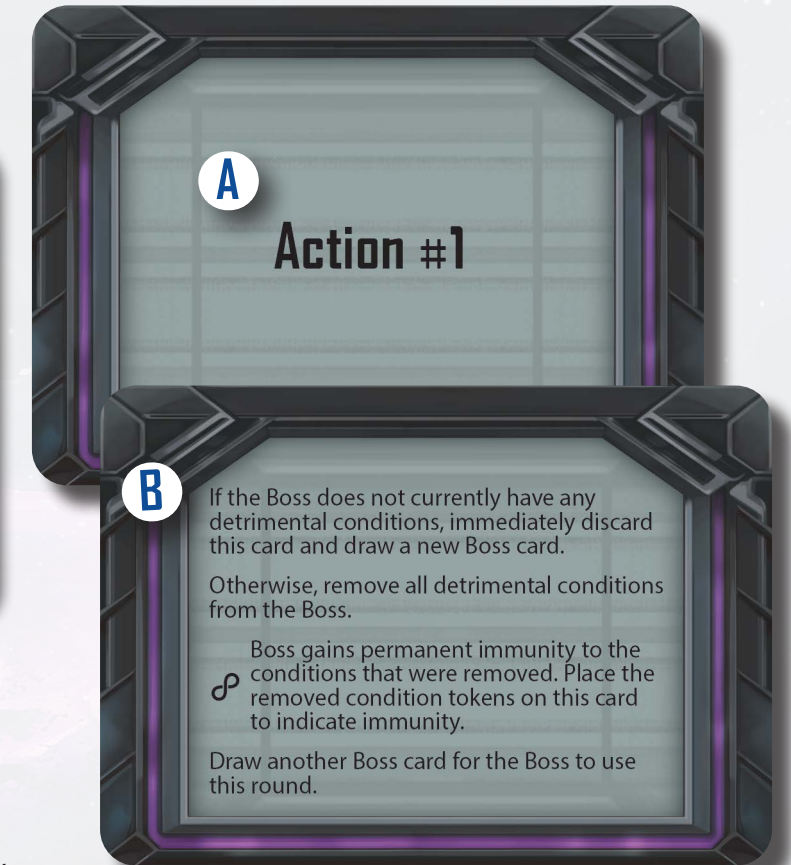 A
Action #1
B
If the Boss does not currently have any
detrimental conditions, immediately discard
this card and draw a new Boss card.
Otherwise, remove all detrimental conditions
from the Boss.
Boss gains permanent immunity to the
conditions that were removed. Place the
removed condition tokens on this card
to indicate immunity.
Draw another Boss card for the Boss to use
this round.